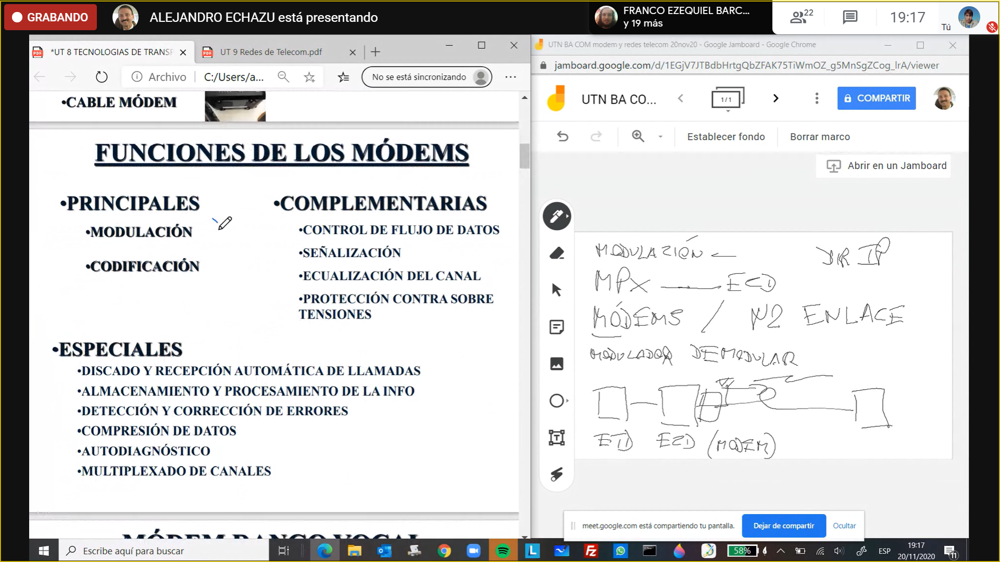 GRABANDO
ALEJANDRO ECHAZU está presentando
FRANCO EZEQUIEL BARC...
y 19 más
22
19:17
Tú
*UT 8 TECNOLOGIAS DE TRANSF
UT 9 Redes de Telecom.pdf
Archivo
C:/Users/a...
No se está sincronizando
•CABLE MÓDEM
FUNCIONES DE LOS MÓDEMS
•PRINCIPALES
•MODULACIÓN
•CODIFICACIÓN
•COMPLEMENTARIAS
•CONTROL DE FLUJO DE DATOS
•SEÑALIZACIÓN
•ECUALIZACIÓN DEL CANAL
•PROTECCIÓN CONTRA SOBRE
TENSIONES
•ESPECIALES
•DISCADO Y RECEPCIÓN AUTOMÁTICA DE LLAMADAS
•ALMACENAMIENTO Y PROCESAMIENTO DE LA INFO
•DETECCIÓN Y CORRECCIÓN DE ERRORES
•COMPRESIÓN DE DATOS
•AUTODIAGNÓSTICO
•MULTIPLEXADO DE CANALES
MÓDEM BANGO VOCAL
UTN BA COM modem y redes telecom 20nov20 - Google Jamboard - Google Chrome
jamboard.google.com/d/1EGjV7JTBdbHrtgQbZFAK75TiWmOZ_g5MnSgZCog_lrA/viewer
UTN BA CO...
1/1
COMPARTIR
Establecer fondo
Borrar marco
Abrir en un Jamboard
MODULAZIÓN
DIR IP
MPX ECD
MÓDEMS / N2 ENLACE
MODULADOR DEMODULAR
ETD ECD (MODEM)
meet.google.com está compartiendo tu pantalla.
Dejar de compartir
Ocultar
Escribe aquí para buscar
58%
ESP
19:17
20/11/2020
11